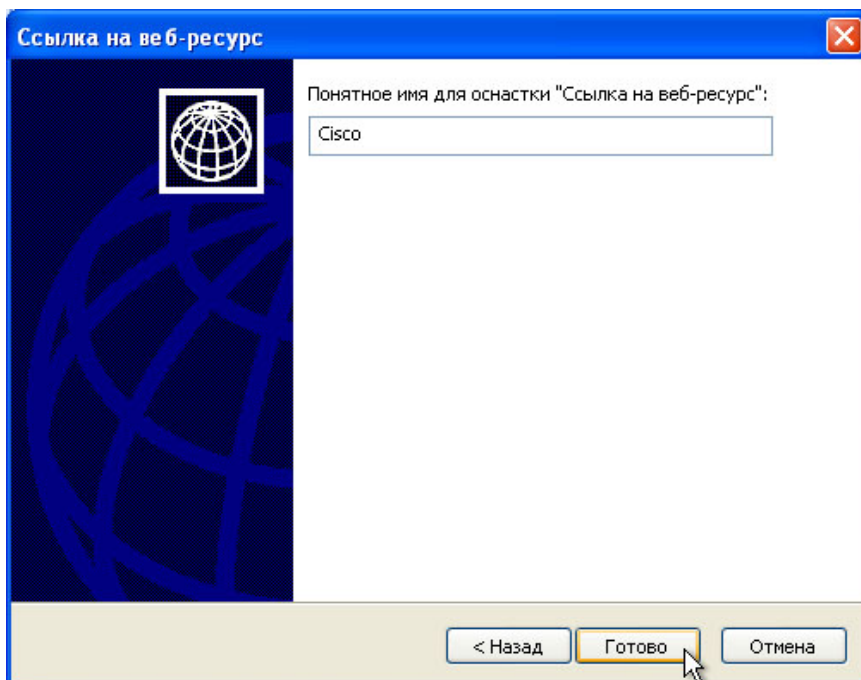 Ссылка на веб-ресурс
Понятное имя для оснастки "Ссылка на веб-ресурс":
Cisco
< Назад
Готово
Отмена